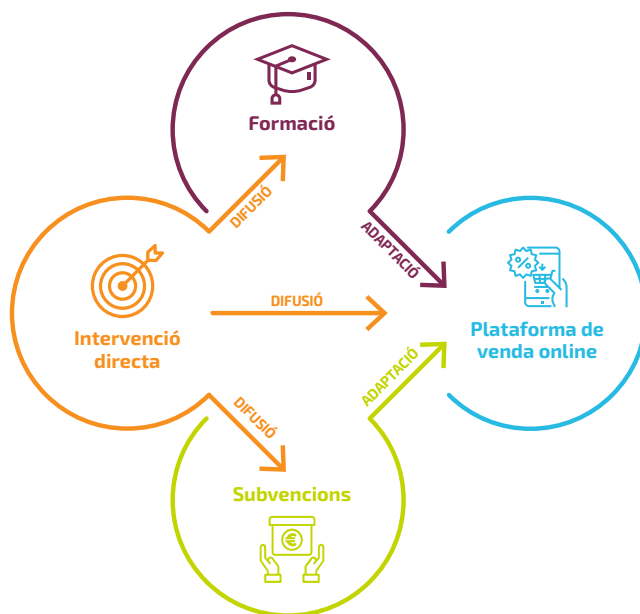 Formació
DIFUSIÓ
ADAPTACIÓ
%
DIFUSIÓ
Intervenció
directa
Plataforma de
venda online
ADAPTACIÓ
DIFUSIÓ
Subvencions
€